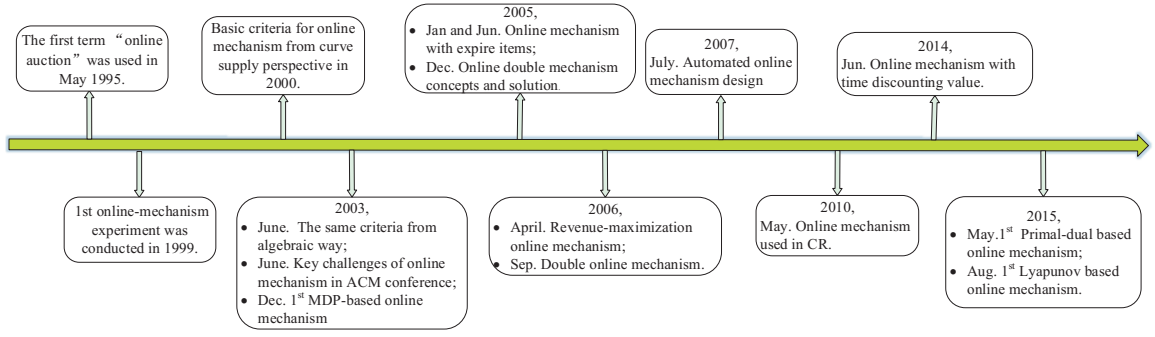 The first term “online
auction” was used in
May 1995.
Basic criteria for online
mechanism from curve
supply perspective in
2000.
2005,
• Jan and Jun. Online mechanism
with expire items;
• Dec. Online double mechanism
concepts and solution.
2007,
July. Automated online
mechanism design
2014,
Jun. Online mechanism with
time discounting value.
1st online-mechanism
experiment was
conducted in 1999.
2003,
• June. The same criteria from
algebraic way;
• June. Key challenges of online
mechanism in ACM conference;
• Dec. 1st MDP-based online
mechanism
2006,
• April. Revenue-maximization
online mechanism;
• Sep. Double online mechanism.
2010,
May. Online mechanism
used in CR.
2015,
• May.1st Primal-dual based
online mechanism;
• Aug. 1st Lyapunov based
online mechanism.